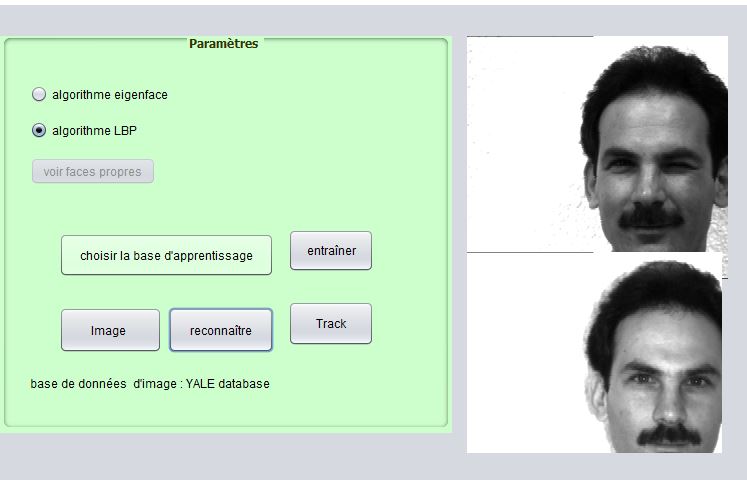 Paramètres
algorithme eigenface
algorithme LBP
voir faces propres
choisir la base d'apprentissage
entraîner
Image
reconnaître
Track
base de données  d'image : YALE database